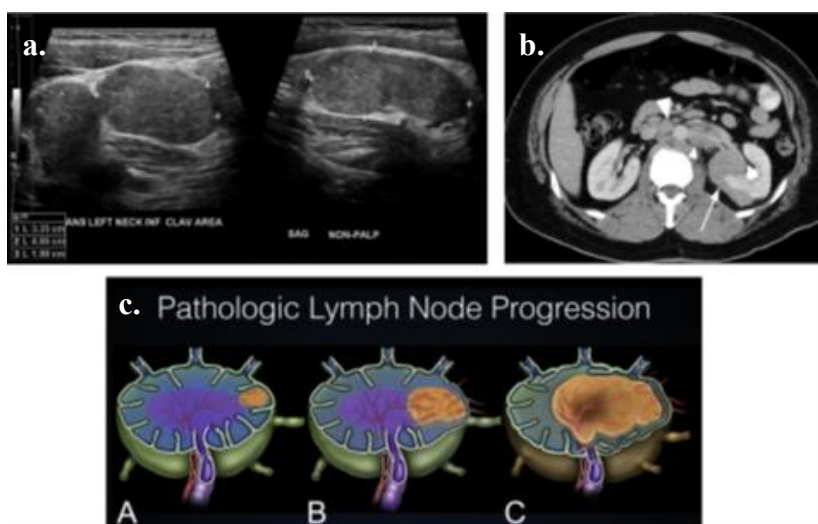 a.
ANS LEFT NECK INF CLAV AREA
SAG NON-PALP
b.
c. Pathologic Lymph Node Progression
A B C